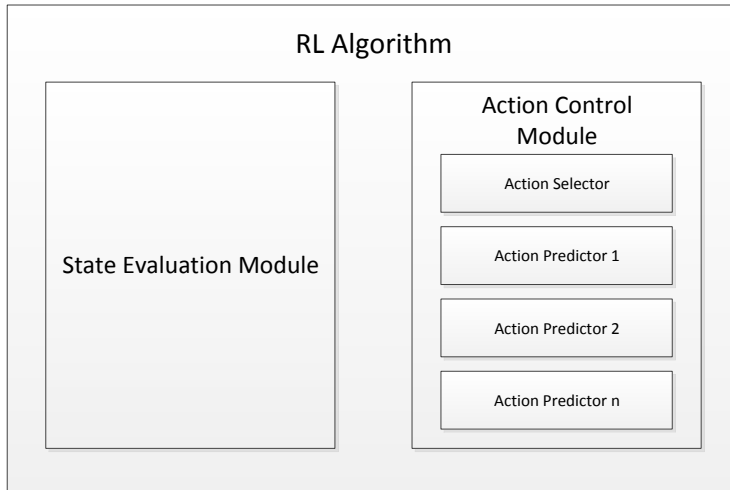 RL Algorithm
State Evaluation Module
Action Control
Module
Action Selector
Action Predictor 1
Action Predictor 2
Action Predictor n